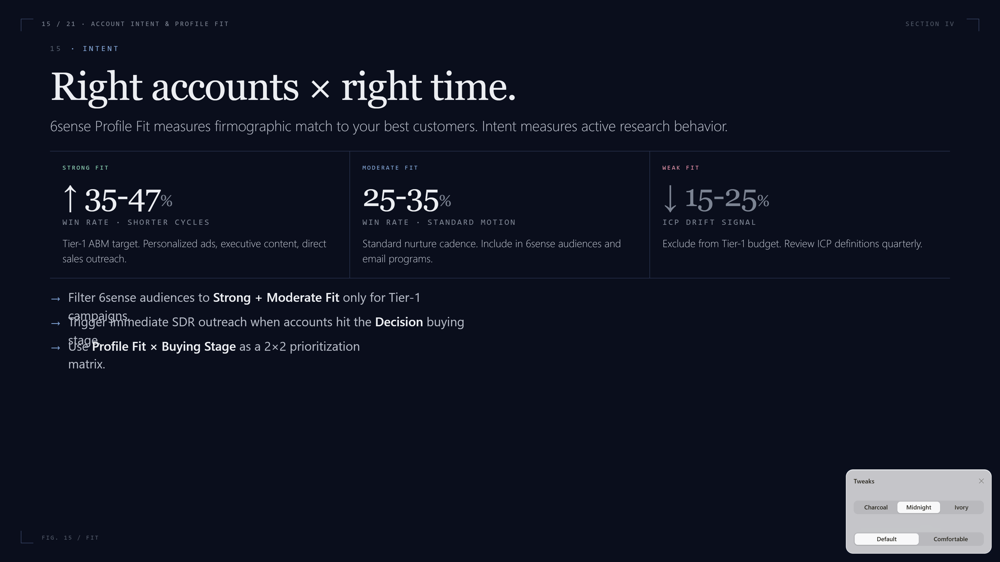 15 / 21 · ACCOUNT INTENT & PROFILE FIT
SECTION IV
15 · INTENT
Right accounts × right time.
6sense Profile Fit measures firmographic match to your best customers. Intent measures active research behavior.
STRONG FIT
↑ 35-47%
WIN RATE · SHORTER CYCLES
Tier-1 ABM target. Personalized ads, executive content, direct
sales outreach.
MODERATE FIT
25-35%
WIN RATE · STANDARD MOTION
Standard nurture cadence. Include in 6sense audiences and
email programs.
WEAK FIT
↓ 15-25%
ICP DRIFT SIGNAL
Exclude from Tier-1 budget. Review ICP definitions quarterly.
→ Filter 6sense audiences to Strong + Moderate Fit only for Tier-1
campaigns.
→ Trigger immediate SDR outreach when accounts hit the Decision buying
stage.
→ Use Profile Fit × Buying Stage as a 2×2 prioritization
matrix.
FIG. 15 / FIT
Tweaks
Charcoal Midnight Ivory
Default Comfortable